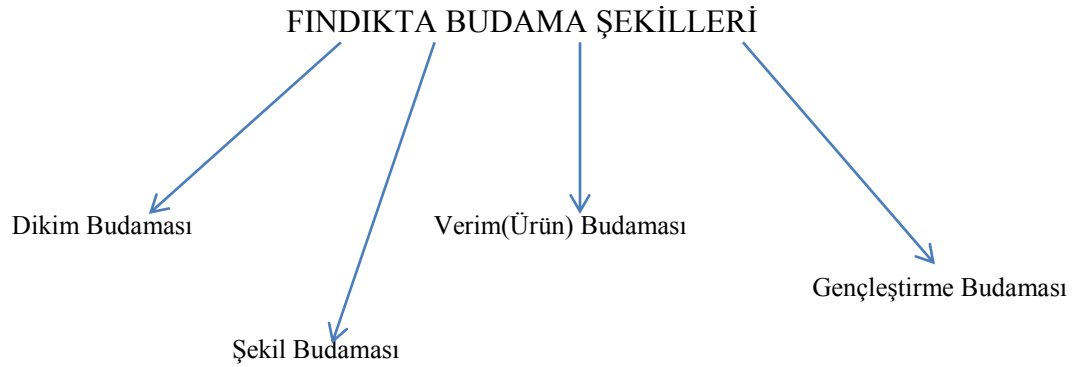 FINDIKTA BUDAMA ŞEKİLLERİ
Dikim Budaması
Verim(Ürün) Budaması
Gençleştirme Budaması
Şekil Budaması